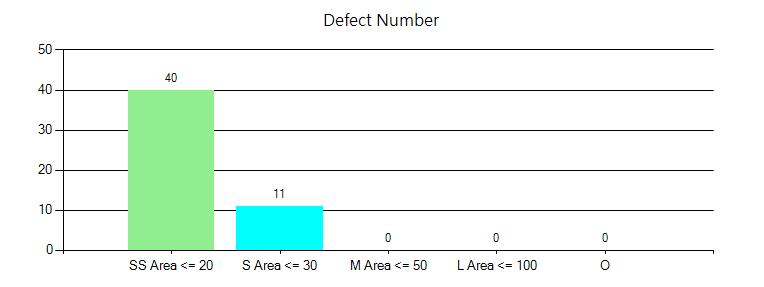 Defect Number
50
40
40
30
20
11
10
0
0
0
0
SS Area <= 20
S Area <= 30
M Area <= 50
L Area <= 100
O